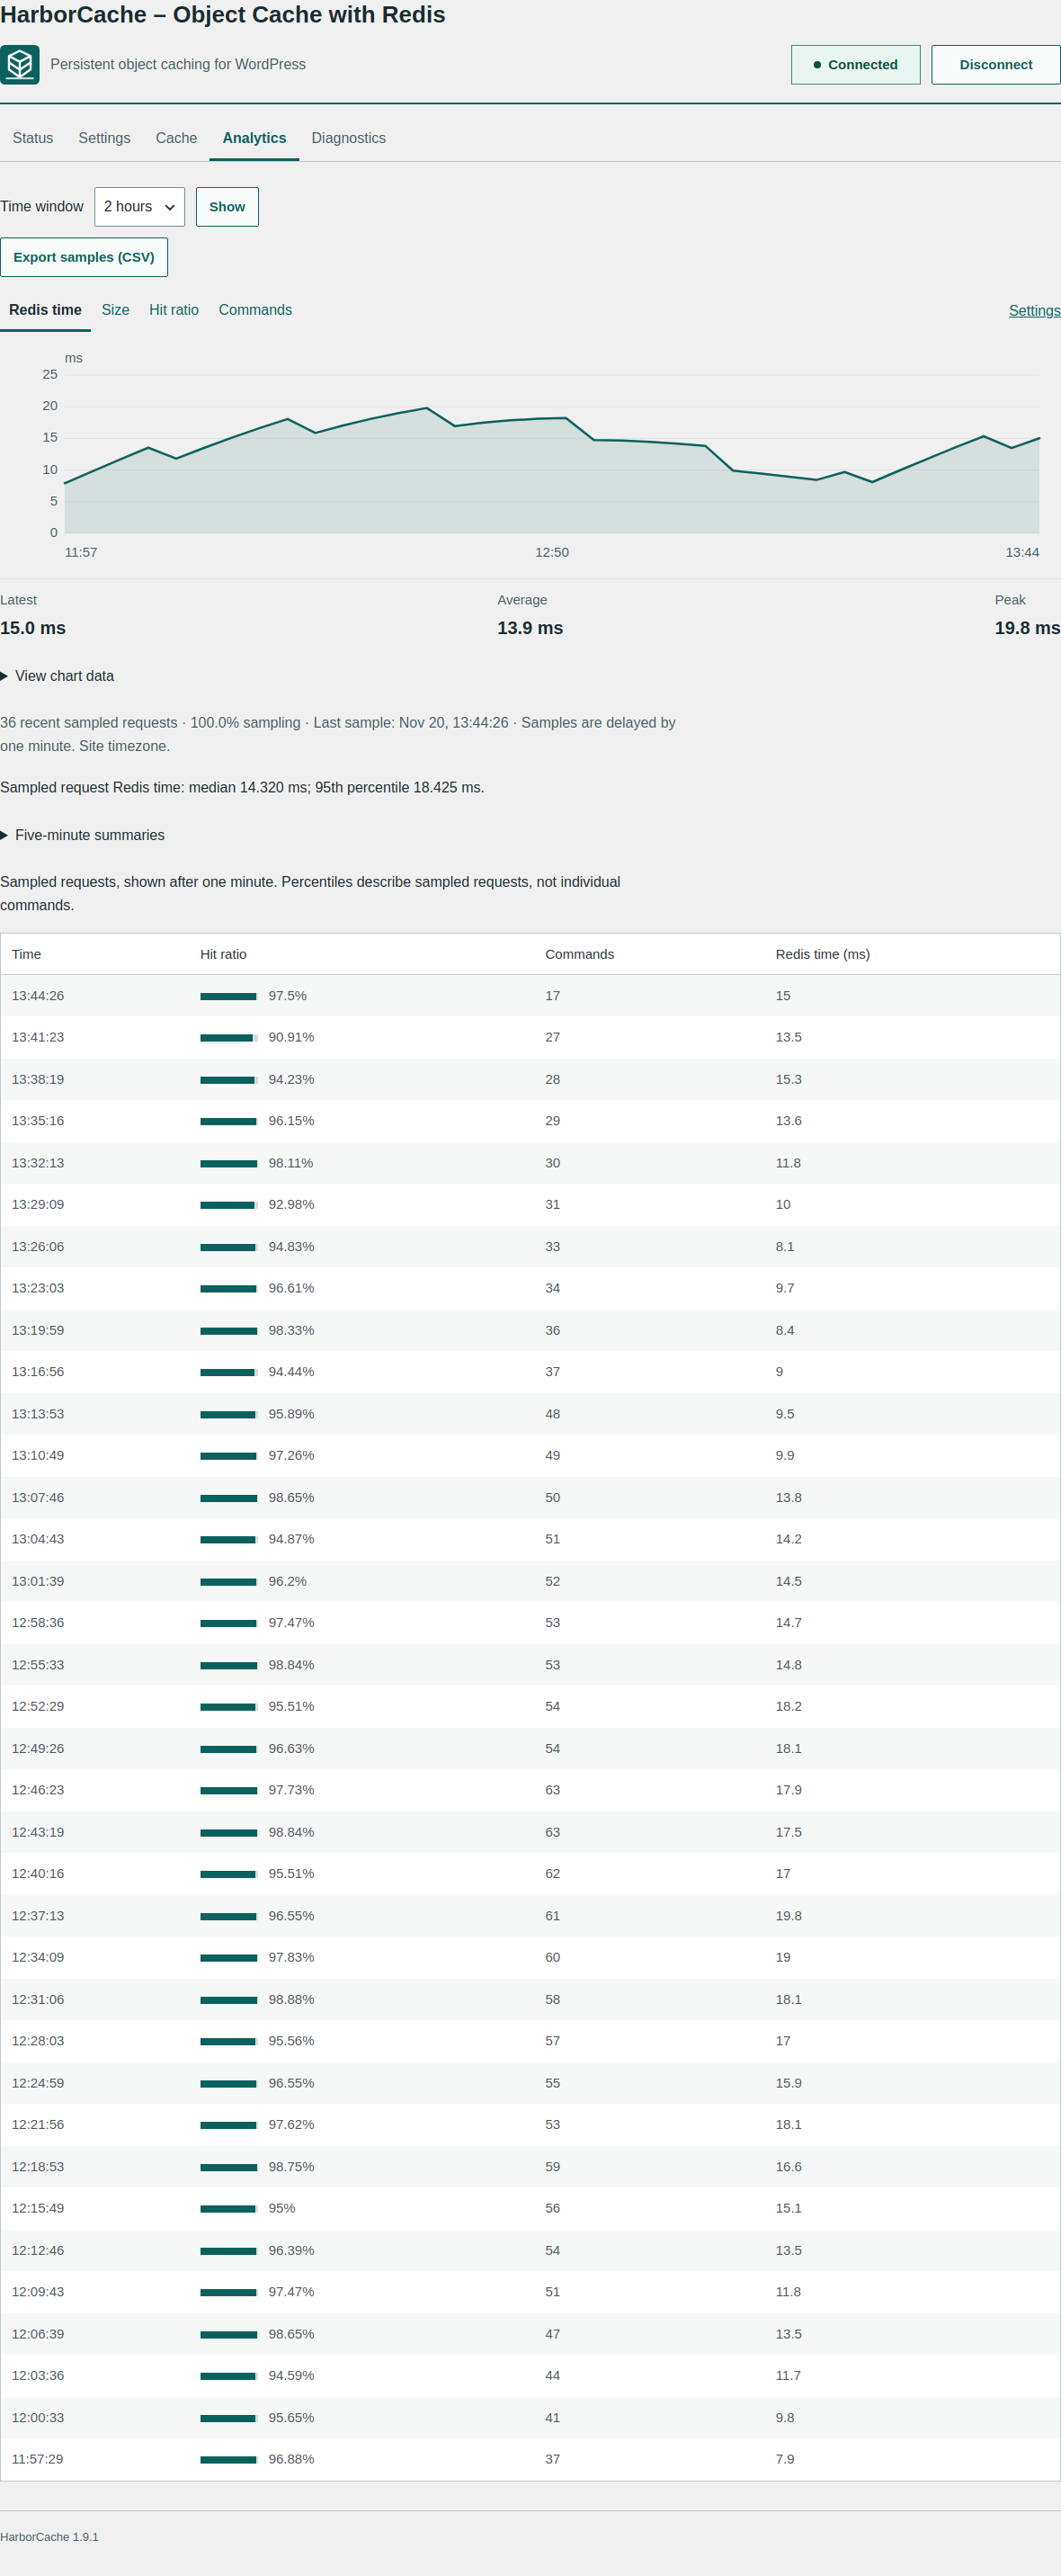 HarborCache – Object Cache with Redis
Persistent object caching for WordPress
Connected
Disconnect
Status Settings Cache Analytics Diagnostics
Time window 2 hours Show
Export samples (CSV)
Redis time Size Hit ratio Commands Settings
ms
25
20
15
10
5
0
11:57 12:50 13:44
Latest Average Peak
15.0 ms 13.9 ms 19.8 ms
View chart data
36 recent sampled requests · 100.0% sampling · Last sample: Nov 20, 13:44:26 · Samples are delayed by
one minute. Site timezone.
Sampled request Redis time: median 14.320 ms; 95th percentile 18.425 ms.
Five-minute summaries
Sampled requests, shown after one minute. Percentiles describe sampled requests, not individual
commands.
Time Hit ratio Commands Redis time (ms)
13:44:26 97.5% 17 15
13:41:23 90.91% 27 13.5
13:38:19 94.23% 28 15.3
13:35:16 96.15% 29 13.6
13:32:13 98.11% 30 11.8
13:29:09 92.98% 31 10
13:26:06 94.83% 33 8.1
13:23:03 96.61% 34 9.7
13:19:59 98.33% 36 8.4
13:16:56 94.44% 37 9
13:13:53 95.89% 48 9.5
13:10:49 97.26% 49 9.9
13:07:46 98.65% 50 13.8
13:04:43 94.87% 51 14.2
13:01:39 96.2% 52 14.5
12:58:36 97.47% 53 14.7
12:55:33 98.84% 53 14.8
12:52:29 95.51% 54 18.2
12:49:26 96.63% 54 18.1
12:46:23 97.73% 63 17.9
12:43:19 98.84% 63 17.5
12:40:16 95.51% 62 17
12:37:13 96.55% 61 19.8
12:34:09 97.83% 60 19
12:31:06 98.88% 58 18.1
12:28:03 95.56% 57 17
12:24:59 96.55% 55 15.9
12:21:56 97.62% 53 18.1
12:18:53 98.75% 59 16.6
12:15:49 95% 56 15.1
12:12:46 96.39% 54 13.5
12:09:43 97.47% 51 11.8
12:06:39 98.65% 47 13.5
12:03:36 94.59% 44 11.7
12:00:33 95.65% 41 9.8
11:57:29 96.88% 37 7.9
HarborCache 1.9.1